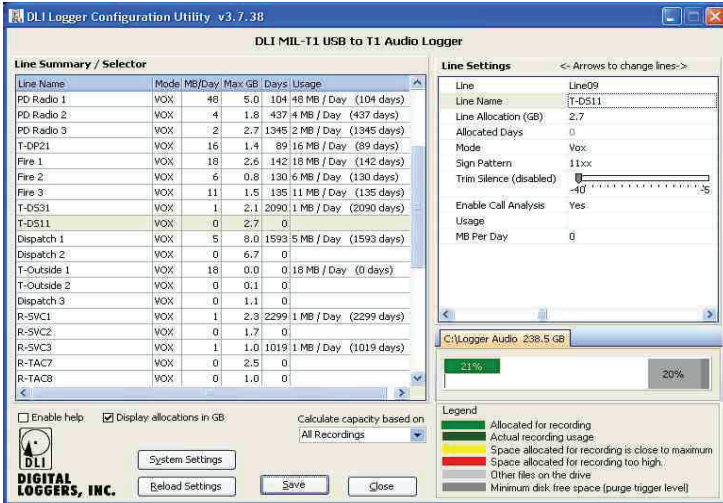 DLI Logger Configuration Utility v3.7.38
DLI MIL-T1 USB to T1 Audio Logger
Line Summary / Selector
Line Name Mode MB/Day Max GB Days Usage
PD Radio 1 VOX 48 5.0 104 48 MB / Day (104 days)
PD Radio 2 VOX 4 1.8 437 4 MB / Day (437 days)
PD Radio 3 VOX 2 2.7 1345 2 MB / Day (1345 days)
T-DP21 VOX 16 1.4 89 16 MB / Day (89 days)
Fire 1 VOX 18 2.6 142 18 MB / Day (142 days)
Fire 2 VOX 6 0.8 130 6 MB / Day (130 days)
Fire 3 VOX 11 1.5 135 11 MB / Day (135 days)
T-DS31 VOX 1 2.1 2090 1 MB / Day (2090 days)
T-DS11 VOX 0 2.7 0
Dispatch 1 VOX 5 8.0 1593 5 MB / Day (1593 days)
Dispatch 2 VOX 0 6.7 0
T-Outside 1 VOX 18 0.0 0 18 MB / Day (0 days)
T-Outside 2 VOX 0 0.1 0
Dispatch 3 VOX 0 1.1 0
R-SVC1 VOX 1 2.3 2299 1 MB / Day (2299 days)
R-SVC2 VOX 0 1.7 0
R-SVC3 VOX 1 1.0 1019 1 MB / Day (1019 days)
R-TAC7 VOX 0 2.5 0
R-TAC8 VOX 0 1.0 0
Enable help
Display allocations in GB
Calculate capacity based on
All Recordings
DLI
DIGITAL
LOGGERS, INC.
System Settings
Reload Settings
Save
Close
Line Settings <- Arrows to change lines->
Line Line09
Line Name T-DS11
Line Allocation (GB) 2.7
Allocated Days 0
Mode Vox
Sign Pattern 11xx
Trim Silence (disabled)
-40 -5
Enable Call Analysis Yes
Usage
MB Per Day 0
C:\Logger Audio 238.5 GB
21%
20%
Legend
Allocated for recording
Actual recording usage
Space allocated for recording is close to maximum
Space allocated for recording too high.
Other files on the drive
Minimum disk free space (purge trigger level)